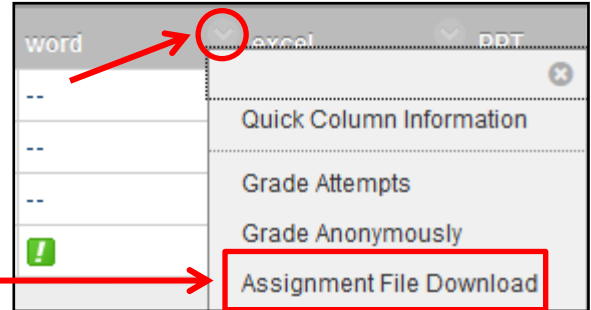 word excel PPT
--
Quick Column Information
--
--
Grade Attempts
Grade Anonymously
Assignment File Download